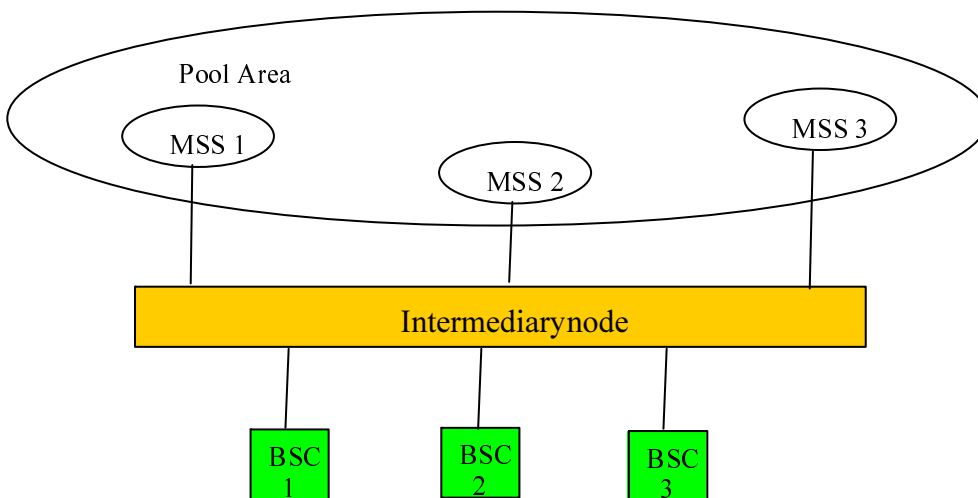 Pool Area
MSS 1
MSS 2
MSS 3
Intermediarynode
BSC
1
BSC
2
BSC
3